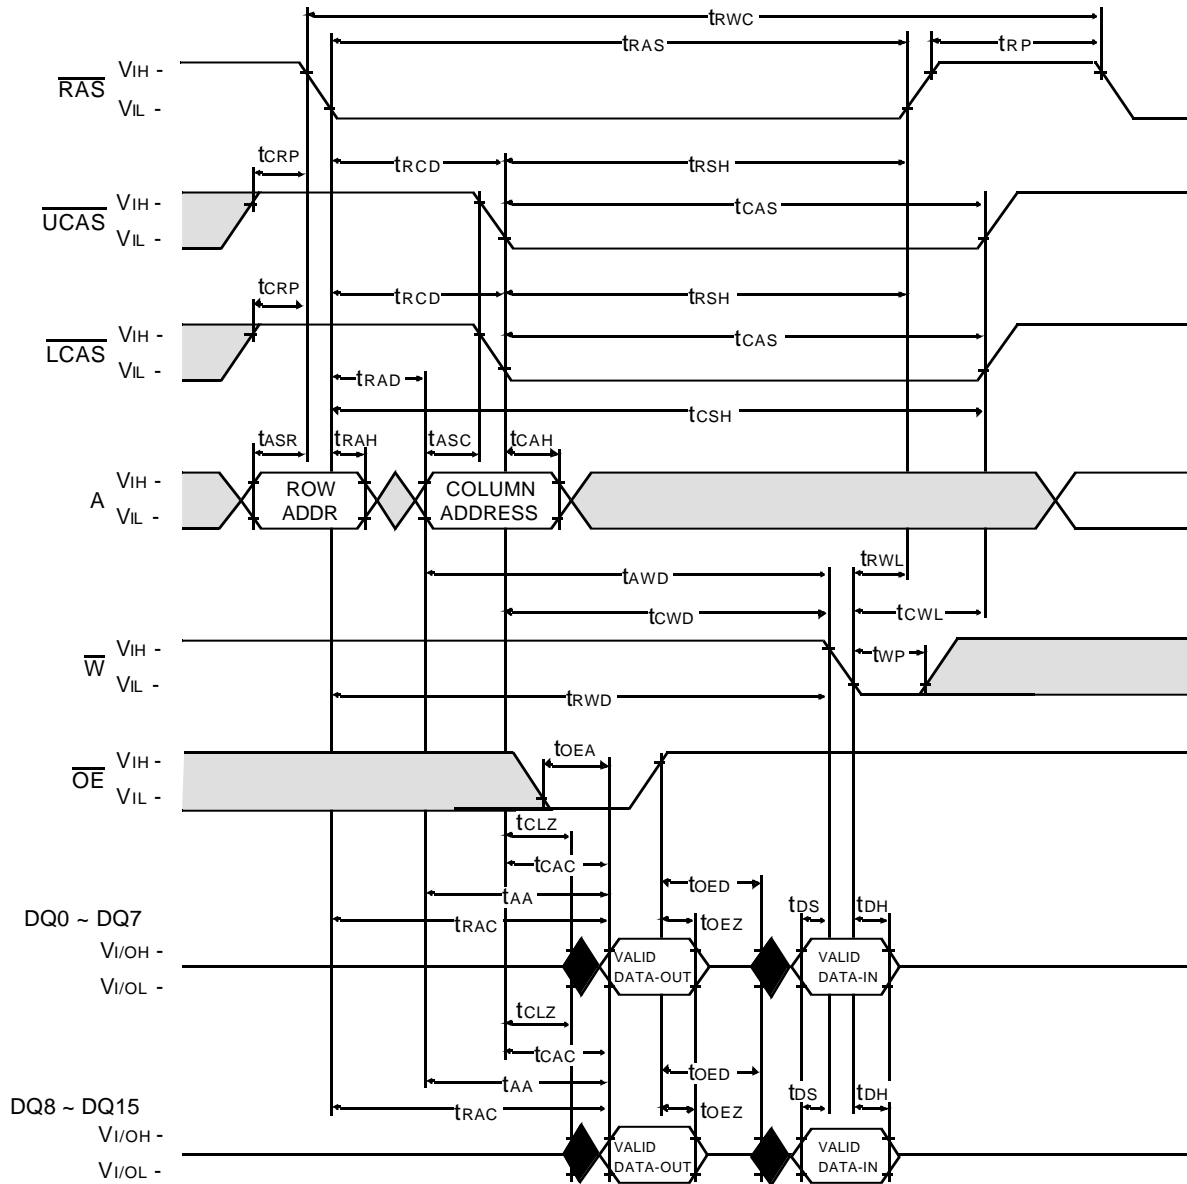 tRWC
tRAS
tRP
RAS
VIH -
VIL -
tCRP
tRCD
tRSH
UCAS
VIH -
VIL -
tCAS
tCRP
tRCD
tRSH
LCAS
VIH -
VIL -
tCAS
tRAD
tCSH
tASR
tRAH
tASC
tCAH
A
VIH -
VIL -
ROW
ADDR
COLUMN
ADDRESS
tAWD
tRWL
tCWD
tCWL
W
VIH -
VIL -
tWP
tRWD
OE
VIH -
VIL -
tOEA
tCLZ
tCAC
tOED
tAA
tDS
tDH
DQ0 ~ DQ7
tRAC
tOEZ
VI/OH -
VI/OL -
VALID
DATA-OUT
VALID
DATA-IN
tCLZ
tCAC
tOED
tAA
tDS
tDH
DQ8 ~ DQ15
tRAC
tOEZ
VI/OH -
VI/OL -
VALID
DATA-OUT
VALID
DATA-IN